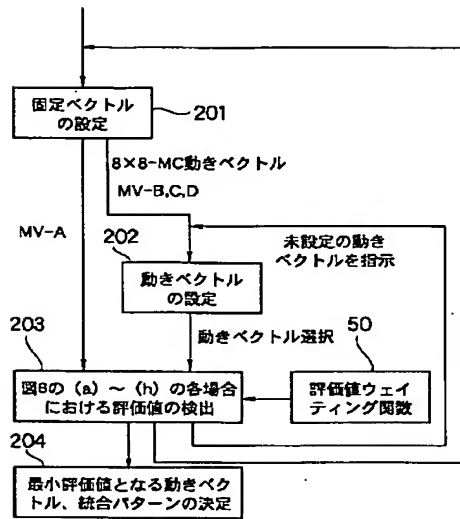 固定ベクトル
の設定
201
8×8-MC動きベクトル
MV-B,C,D
MV-A
202
未設定の動き
ベクトルを指示
動きベクトル
の設定
203
動きベクトル選択
50
図8の(a)～(h)の各場合
における評価値の検出
評価値ウェイ
ティング関数
204
最小評価値となる動きベク
トル、統合パターンの決定